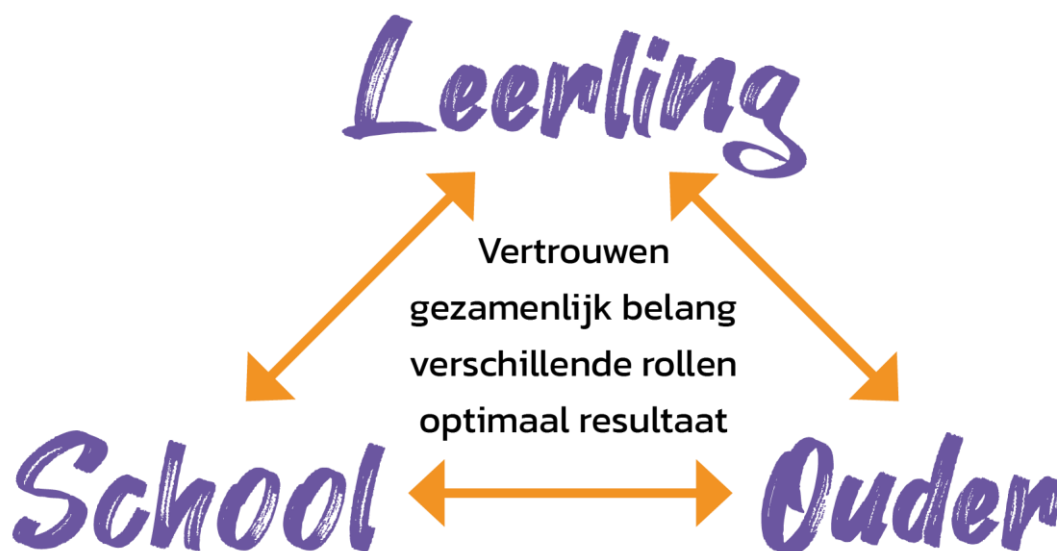 Leerling
Vertrouwen
gezamenlijk belang
verschillende rollen
optimaal resultaat
School
Ouder